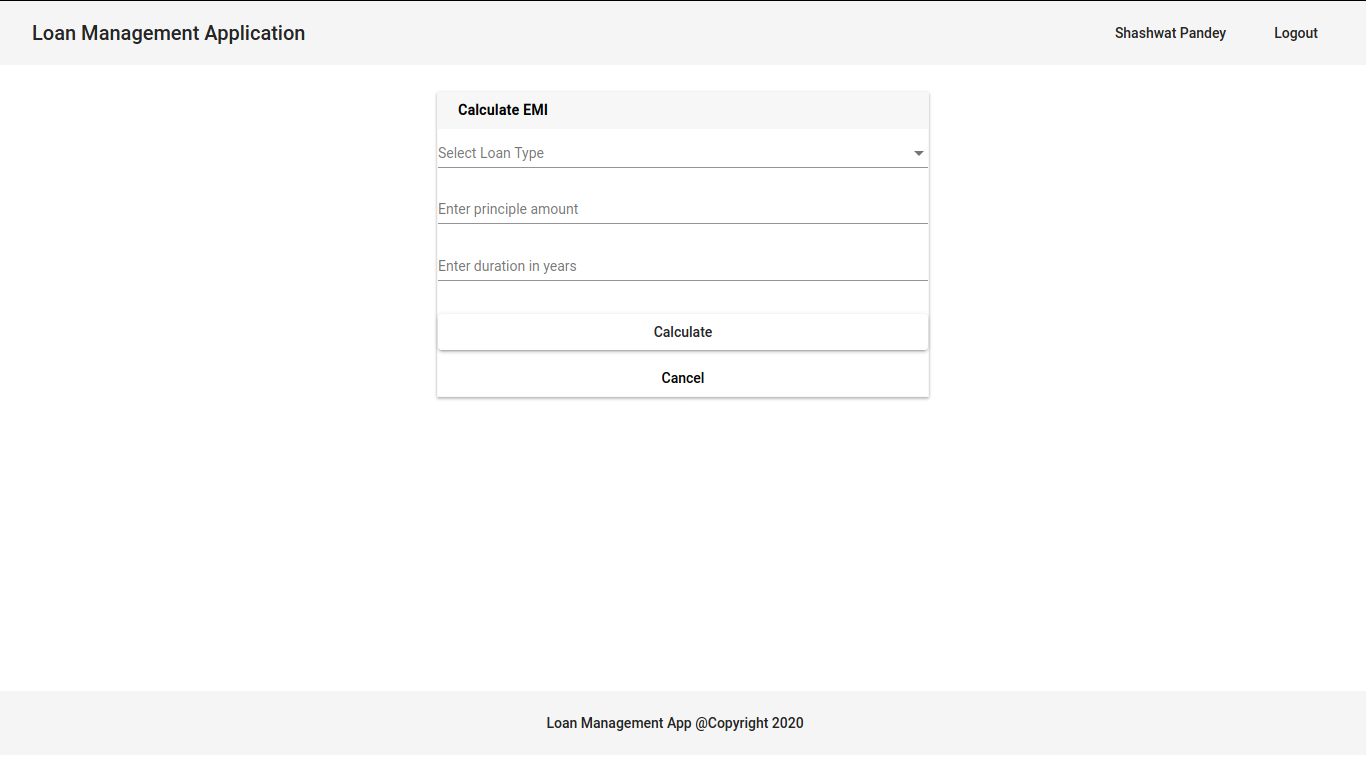 Loan Management Application Shashwat Pandey Logout
Calculate EMI
Select Loan Type
Enter principle amount
Enter duration in years
Calculate
Cancel
Loan Management App @Copyright 2020